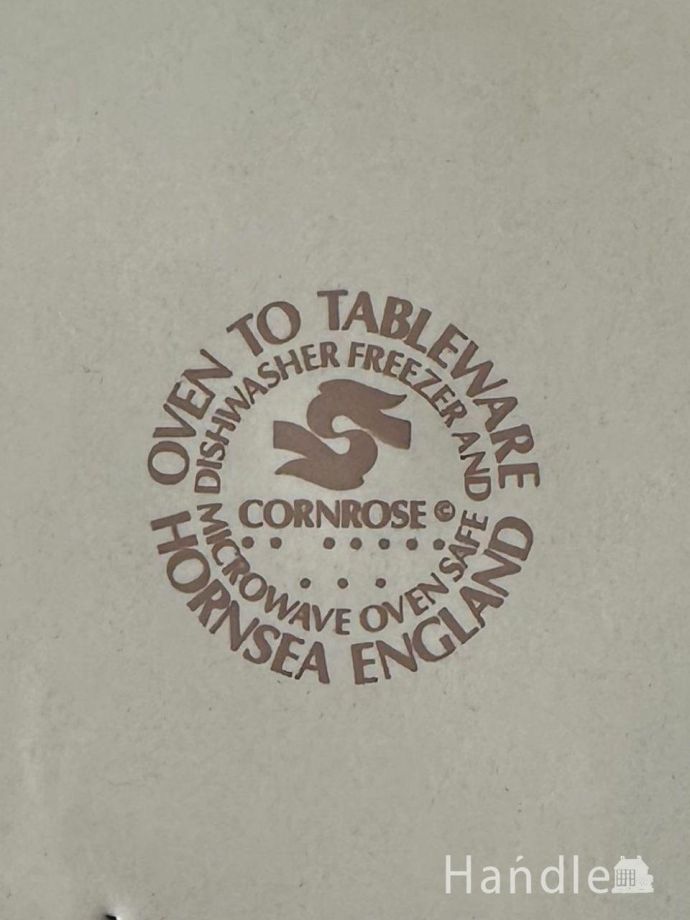 OVEN TO TABLEWARE
DISHWASHER FREEZER AND
CORNROSE ©
MICROWAVE OVEN SAFE
HORNSEA ENGLAND
Handle